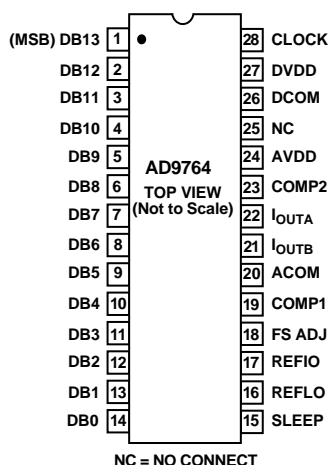 (MSB) DB13 1 28 CLOCK
DB12 2 27 DVDD
DB11 3 26 DCOM
DB10 4 25 NC
DB9 5 24 AVDD
DB8 6 23 COMP2
DB7 7 22 IOUTA
DB6 8 21 IOUTB
DB5 9 20 ACOM
DB4 10 19 COMP1
DB3 11 18 FS ADJ
DB2 12 17 REFIO
DB1 13 16 REFLO
DB0 14 15 SLEEP
AD9764
TOP VIEW
(Not to Scale)
NC = NO CONNECT